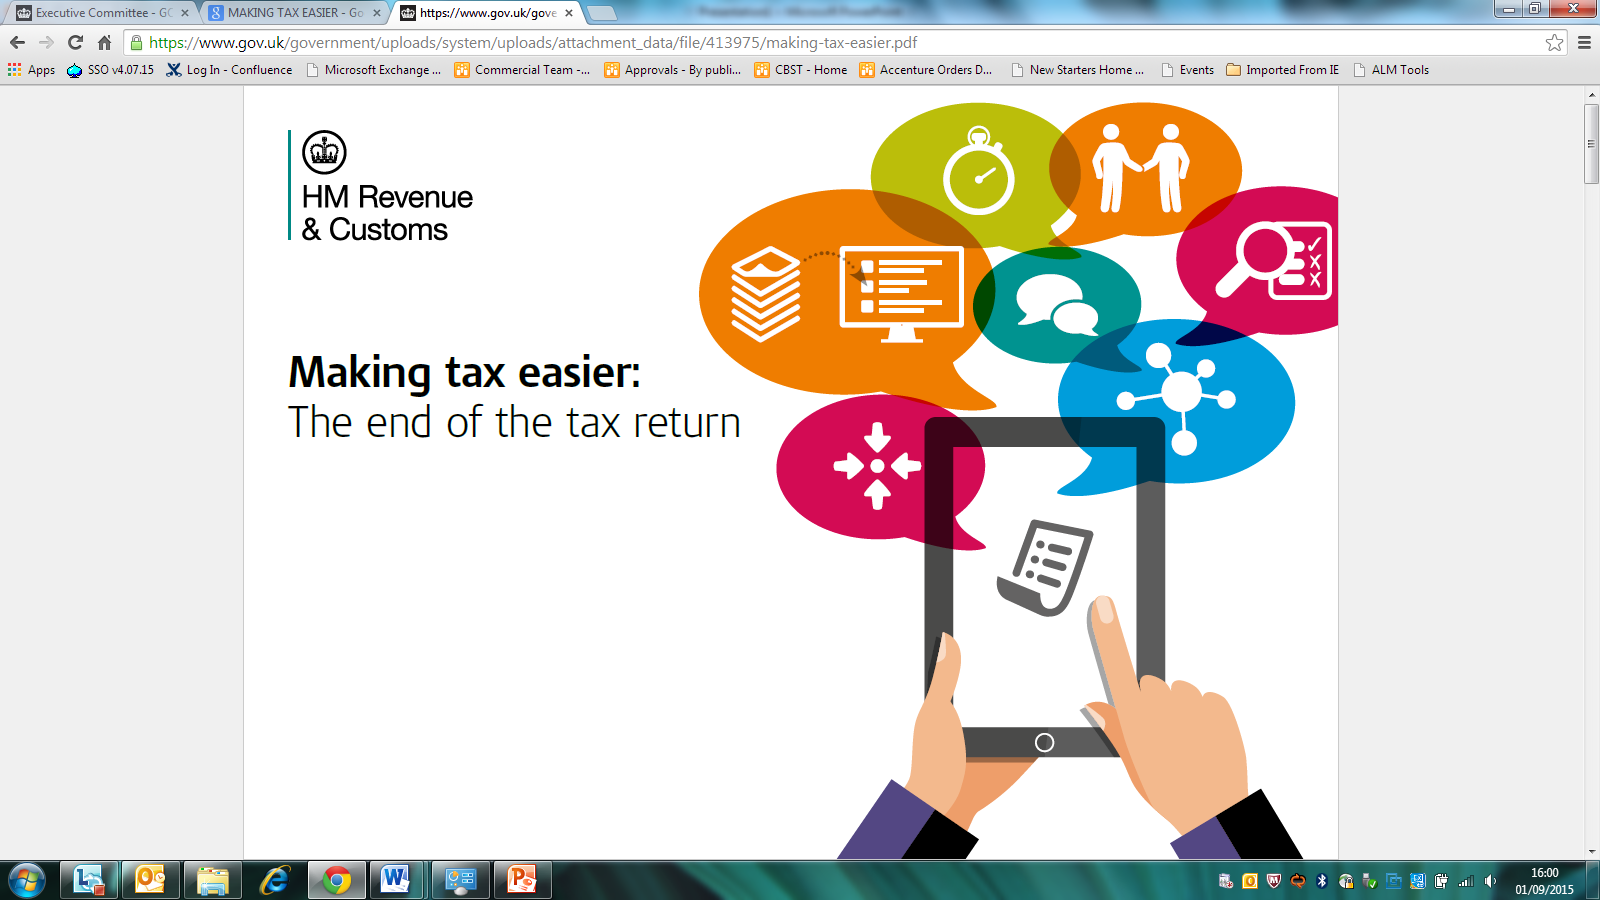 Executive Committee - GO
MAKING TAX EASIER - Go
https://www.gov.uk/gove
https://www.gov.uk/government/uploads/system/uploads/attachment_data/file/413975/making-tax-easier.pdf
Apps
SSO v4.07.15
Log In - Confluence
Microsoft Exchange ...
Commercial Team -...
Approvals - By publi...
CBST - Home
Accenture Orders D...
New Starters Home ...
Events
Imported From IE
ALM Tools
HM Revenue
& Customs
Making tax easier:
The end of the tax return
16:00
01/09/2015